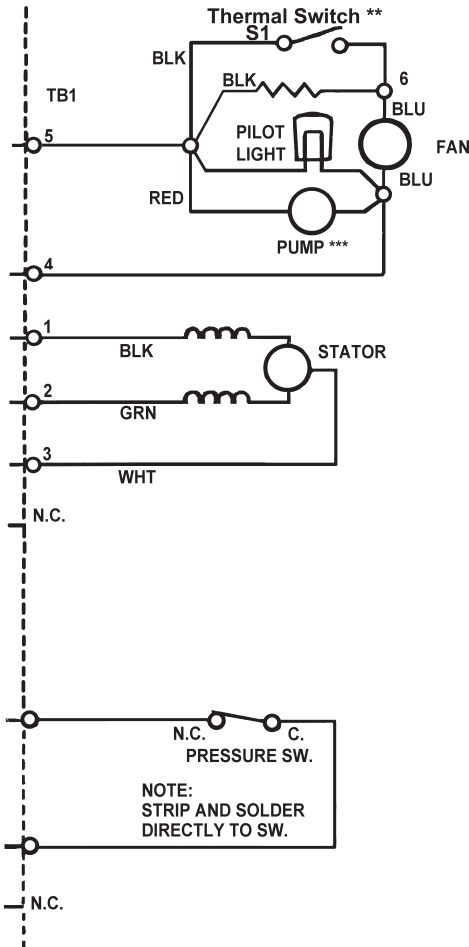 Thermal Switch **
S1
BLK
BLK
6
TB1
BLU
5
PILOT
LIGHT
FAN
BLU
RED
PUMP ***
4
1
BLK
STATOR
2
GRN
3
WHT
N.C.
N.C.
C.
PRESSURE SW.
NOTE:
STRIP AND SOLDER
DIRECTLY TO SW.
N.C.